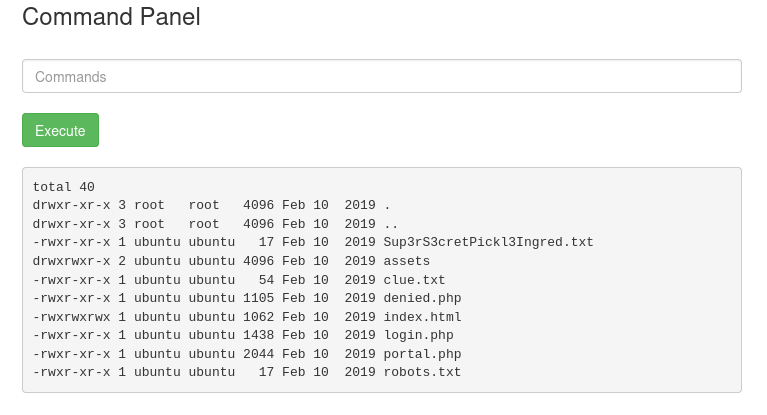 Command Panel
Commands
Execute
total 40
drwxr-xr-x 3 root   root   4096 Feb 10  2019 .
drwxr-xr-x 3 root   root   4096 Feb 10  2019 ..
-rwxr-xr-x 1 ubuntu ubuntu   17 Feb 10  2019 Sup3rS3cretPickl3Ingred.txt
drwxrwxr-x 2 ubuntu ubuntu 4096 Feb 10  2019 assets
-rwxr-xr-x 1 ubuntu ubuntu   54 Feb 10  2019 clue.txt
-rwxr-xr-x 1 ubuntu ubuntu 1105 Feb 10  2019 denied.php
-rwxrwxrwx 1 ubuntu ubuntu 1062 Feb 10  2019 index.html
-rwxr-xr-x 1 ubuntu ubuntu 1438 Feb 10  2019 login.php
-rwxr-xr-x 1 ubuntu ubuntu 2044 Feb 10  2019 portal.php
-rwxr-xr-x 1 ubuntu ubuntu   17 Feb 10  2019 robots.txt